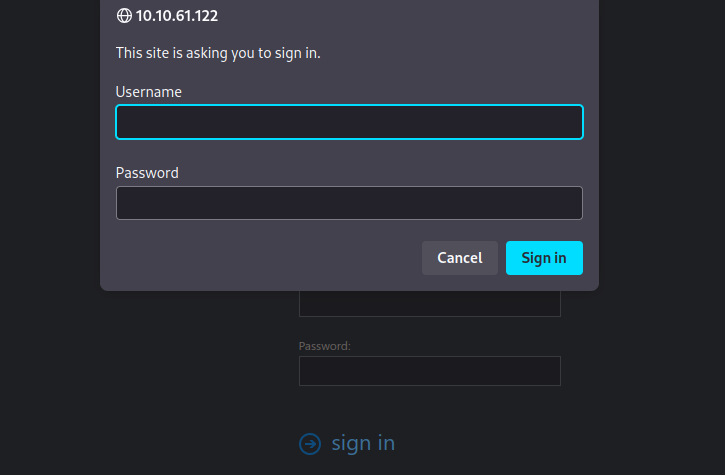 10.10.61.122
This site is asking you to sign in.
Username
Password
Cancel Sign in
Password:
sign in